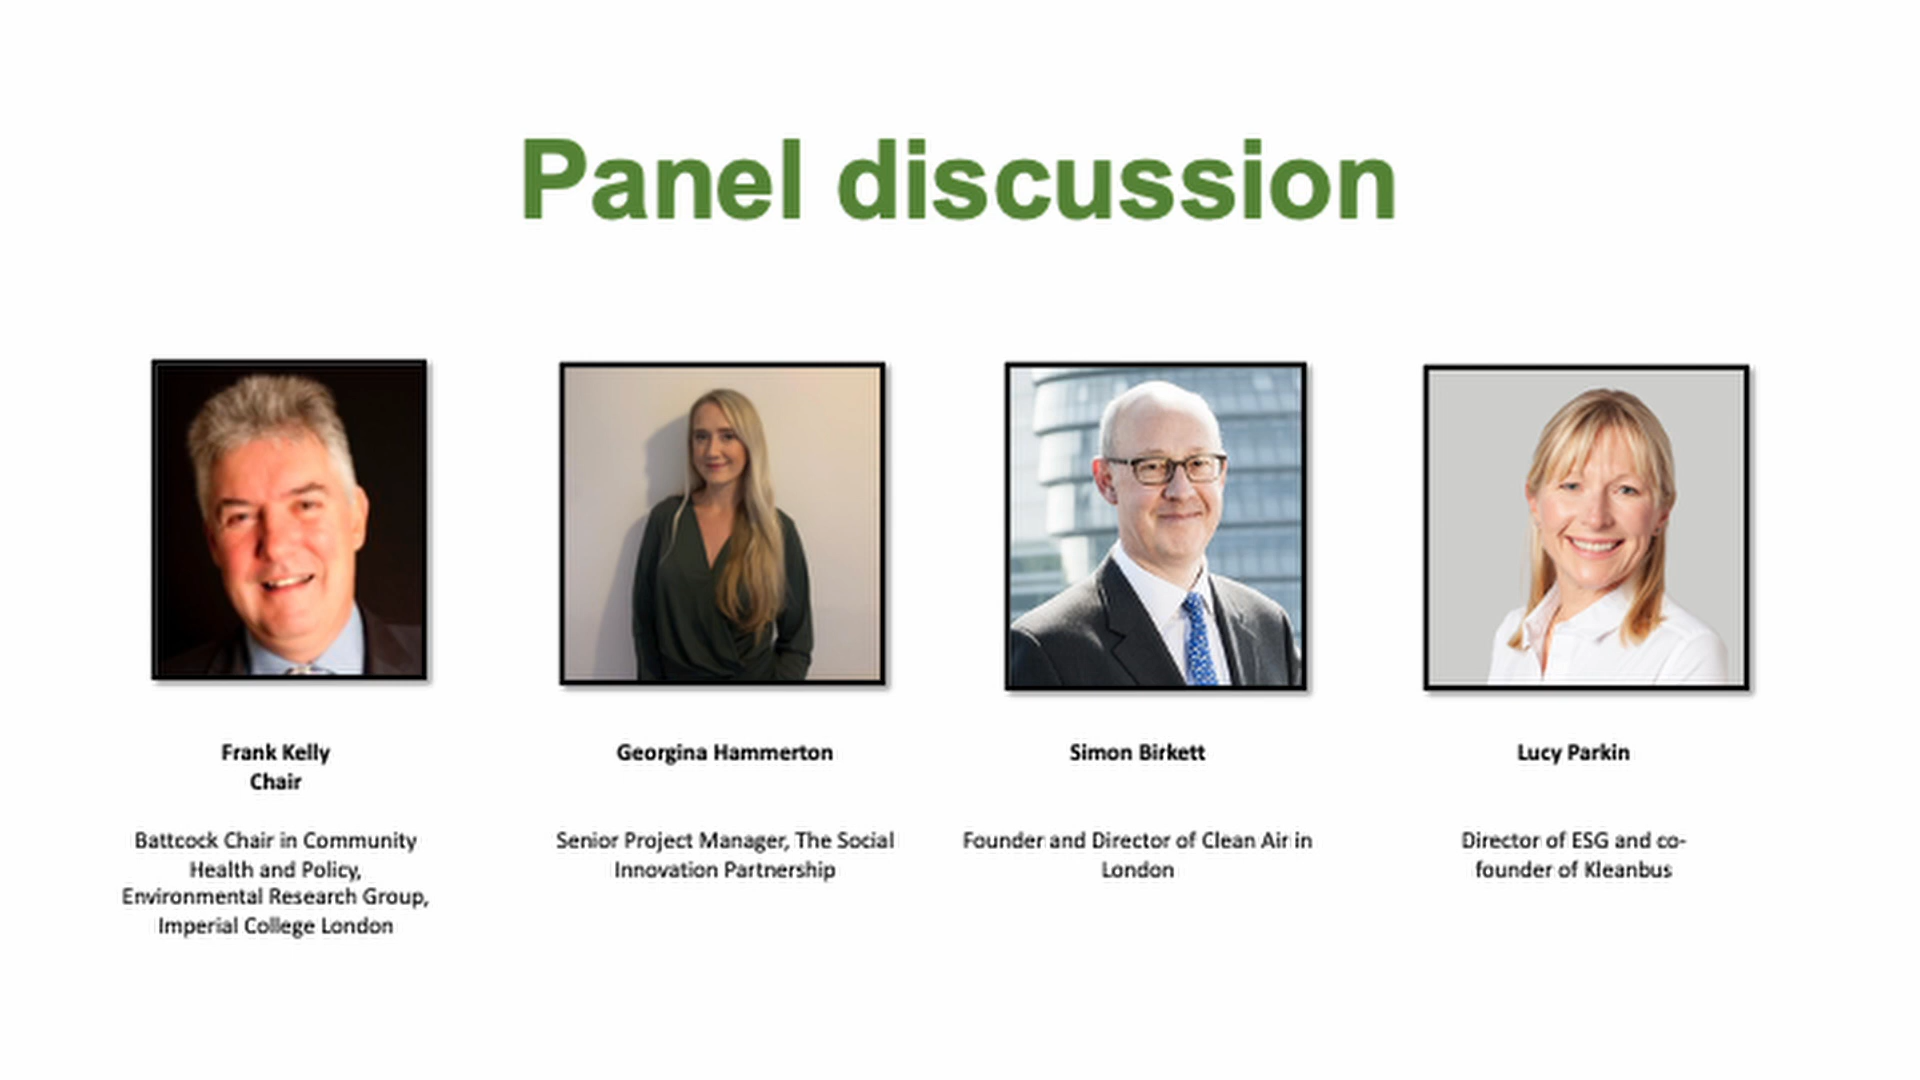 Panel discussion
Frank Kelly
Chair
Battcock Chair in Community
Health and Policy,
Environmental Research Group,
Imperial College London
Georgina Hammerton
Senior Project Manager, The Social
Innovation Partnership
Simon Birkett
Founder and Director of Clean Air in
London
Lucy Parkin
Director of ESG and co-
founder of Kleanbus